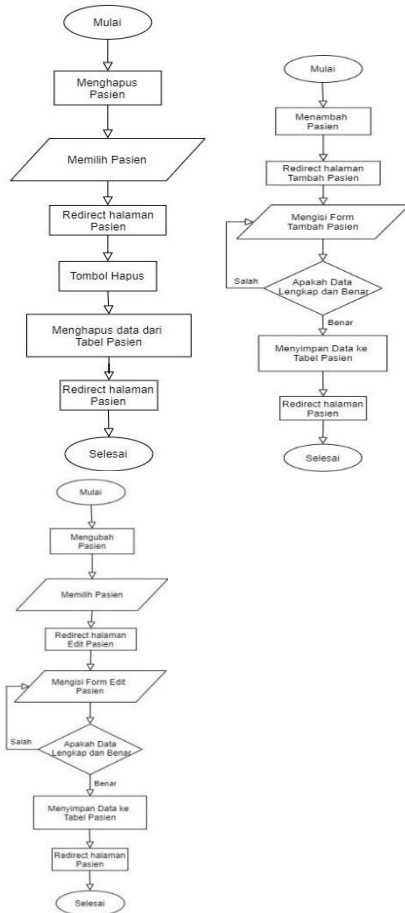 Mulai
Menghapus
Pasien
Memilih Pasien
Redirect halaman
Pasien
Tombol Hapus
Menghapus data dari
Tabel Pasien
Redirect halaman
Pasien
Selesai
Mulai
Menambah
Pasien
Redirect halaman
Tambah Pasien
Mengisi Form
Tambah Pasien
Salah
Apakah Data
Lengkap dan Benar
Benar
Menyimpan Data ke
Tabel Pasien
Redirect halaman
Pasien
Selesai
Mulai
Mengubah
Pasien
Memilih Pasien
Redirect halaman
Edit Pasien
Mengisi Form Edit
Pasien
Salah
Apakah Data
Lengkap dan Benar
Benar
Menyimpan Data ke
Tabel Pasien
Redirect halaman
Pasien
Selesai